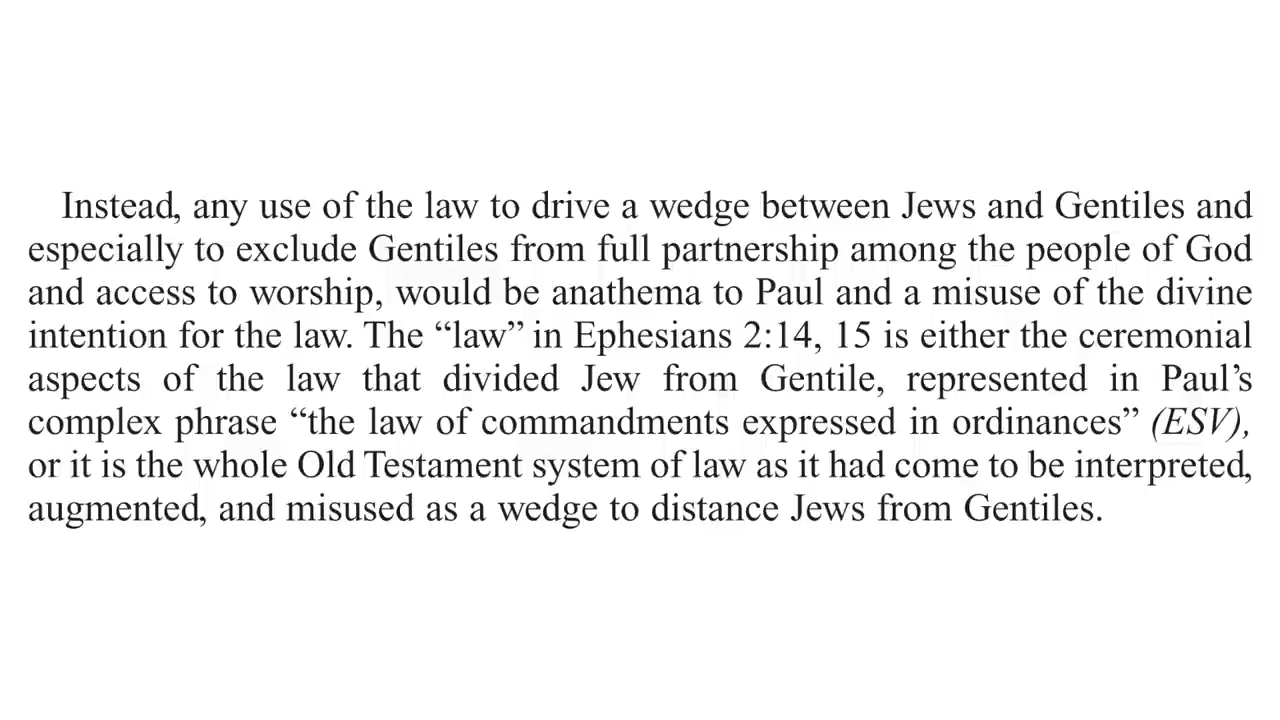 Instead, any use of the law to drive a wedge between Jews and Gentiles and
especially to exclude Gentiles from full partnership among the people of God
and access to worship, would be anathema to Paul and a misuse of the divine
intention for the law. The “law” in Ephesians 2:14, 15 is either the ceremonial
aspects of the law that divided Jew from Gentile, represented in Paul’s
complex phrase “the law of commandments expressed in ordinances” (ESV),
or it is the whole Old Testament system of law as it had come to be interpreted,
augmented, and misused as a wedge to distance Jews from Gentiles.